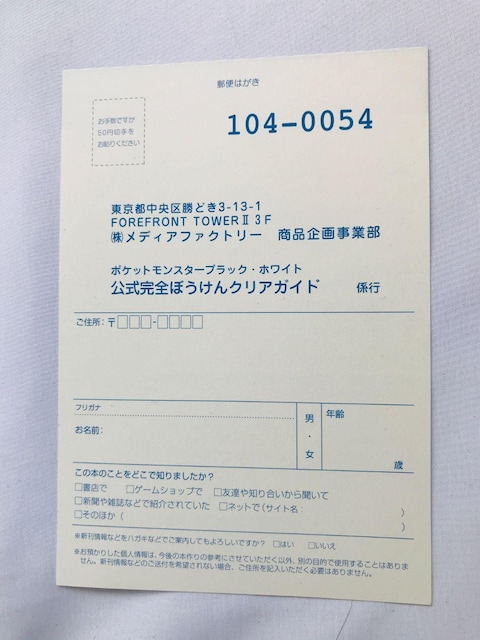 郵便はがき
お手数ですが
50円切手を
お貼りください
104-0054
東京都中央区勝どき3-13-1
FOREFRONT TOWERⅡ 3F
㈱メディアファクトリー 商品企画事業部
ポケットモンスターブラック・ホワイト
公式完全ぼうけんクリアガイド 係行
ご住所:〒□□□-□□□□
フリガナ
お名前:
男・女
年齢
歳
この本のことをどこで知りましたか?
□書店で □ゲームショップで □友達や知り合いから聞いて
□新聞や雑誌などで紹介されていた □ネットで(サイト名: )
□そのほか( )
※新刊情報などをハガキなどでご案内してもよろしいですか? □はい □いいえ
※お預かりした個人情報は、今後の本作りの参考にさせていただく以外、別の目的で使用することはありま
せん。新刊情報などのご送付を希望されない場合、ご住所を記入いただく必要はありません。